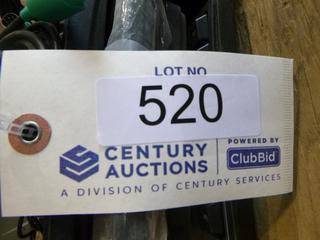 LOT NO
520
CENTURY
AUCTIONS
POWERED BY
ClubBid
A DIVISION OF CENTURY SERVICES